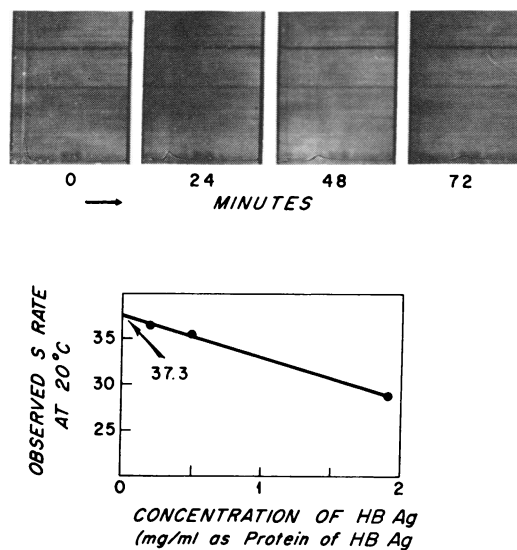 0 24 48 72
MINUTES
OBSERVED S RATE
AT 20°C
35
30
25
37.3
0 1 2
CONCENTRATION OF HB Ag
(mg/ml as Protein of HB Ag